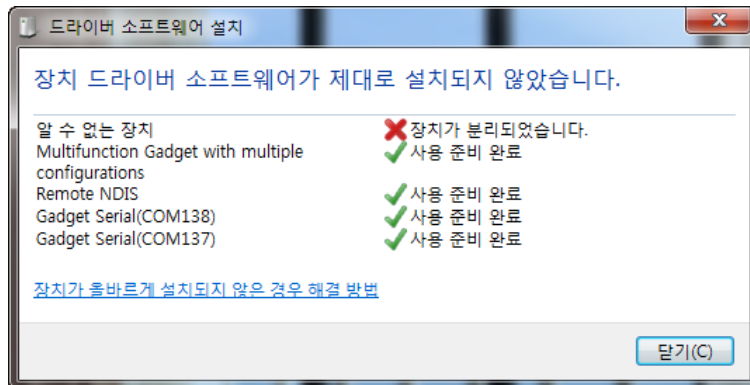 드라이버 소프트웨어 설치
장치 드라이버 소프트웨어가 제대로 설치되지 않았습니다.
알 수 없는 장치 장치가 분리되었습니다.
Multifunction Gadget with multiple 사용 준비 완료
configurations
Remote NDIS 사용 준비 완료
Gadget Serial(COM138) 사용 준비 완료
Gadget Serial(COM137) 사용 준비 완료
장치가 올바르게 설치되지 않은 경우 해결 방법
닫기(C)